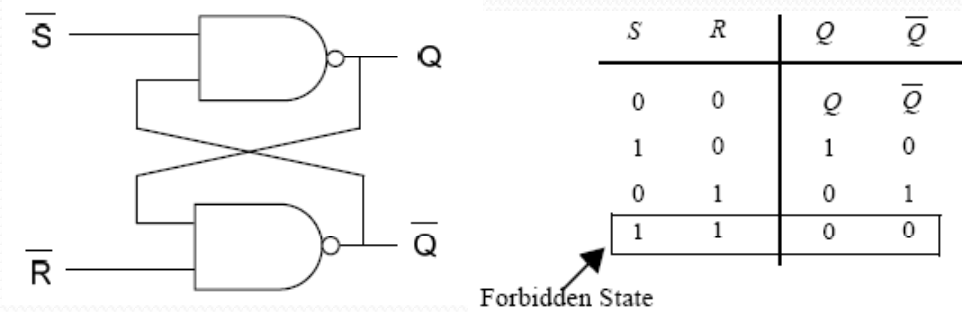 S̅
Q
R̅
Q̅
S R Q Q̅
0 0 Q Q̅
1 0 1 0
0 1 0 1
1 1 0 0
Forbidden State